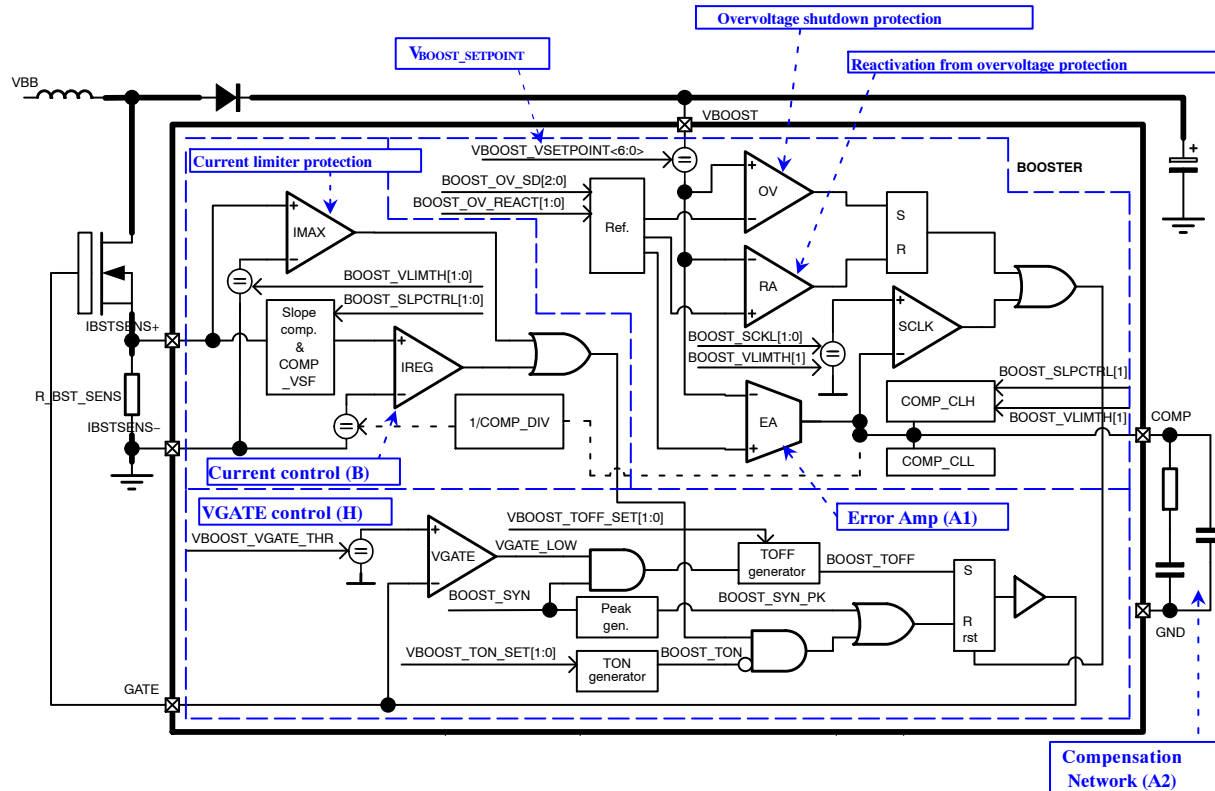 Overvoltage shutdown protection
VBOOST_SETPOINT
Reactivation from overvoltage protection
VBB
VBOOST
VBOOST_VSETPOINT<6:0>
BOOSTER
Current limiter protection
BOOST_OV_SD[2:0]
BOOST_OV_REACT[1:0]
Ref.
OV
S
R
IMAX
BOOST_VLIMTH[1:0]
BOOST_SLPCTRL[1:0]
RA
IBSTSENS+
Slope
comp.
&
COMP
_VSF
IREG
BOOST_SCKL[1:0]
BOOST_VLIMTH[1]
SCLK
R_BST_SENS
IBSTSENS−
1/COMP_DIV
EA
BOOST_SLPCTRL[1]
COMP_CLH
BOOST_VLIMTH[1]
COMP
COMP_CLL
Current control (B)
VGATE control (H)
Error Amp (A1)
VBOOST_TOFF_SET[1:0]
VBOOST_VGATE_THR
VGATE
VGATE_LOW
TOFF
generator
BOOST_TOFF
S
R
rst
BOOST_SYN
Peak
gen.
BOOST_SYN_PK
GND
VBOOST_TON_SET[1:0]
TON
generator
BOOST_TON
GATE
Compensation
Network (A2)